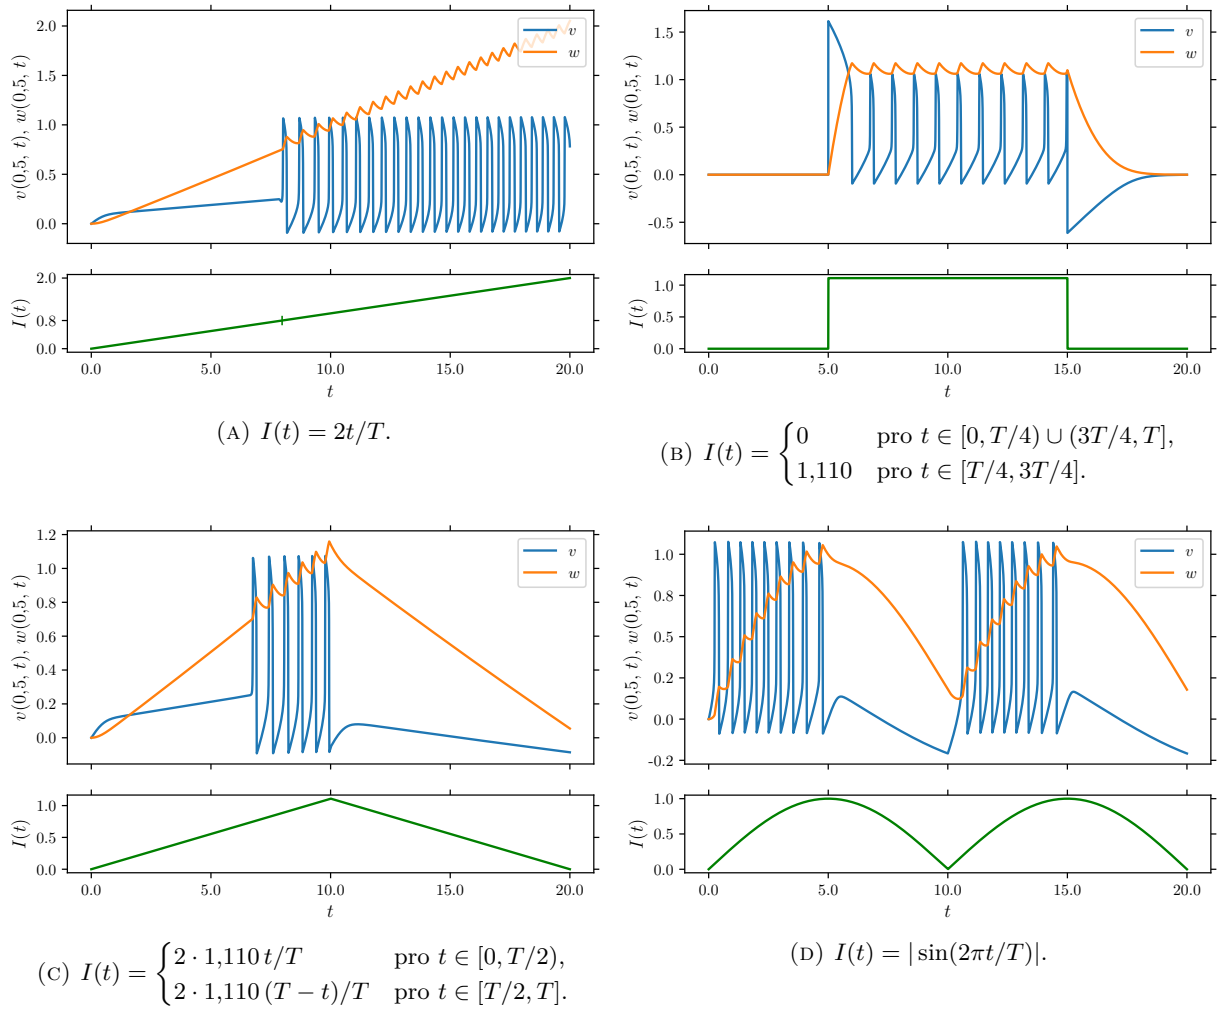 2.0
1.5
1.0
0.5
0.0
v(0,5, t), w(0,5, t)
v
w
2.0
0.8
0.0
I(t)
0.0 5.0 10.0 15.0 20.0
t
(A) I(t) = 2t/T.
1.5
1.0
0.5
0.0
-0.5
v(0,5, t), w(0,5, t)
v
w
1.0
0.5
0.0
I(t)
0.0 5.0 10.0 15.0 20.0
t
(B) I(t) = { 0 pro t ∈ [0, T/4) ∪ (3T/4, T],
1,110 pro t ∈ [T/4, 3T/4].
1.2
1.0
0.8
0.6
0.4
0.2
0.0
v(0,5, t), w(0,5, t)
v
w
1.0
0.5
0.0
I(t)
0.0 5.0 10.0 15.0 20.0
t
(C) I(t) = { 2 · 1,110 t/T pro t ∈ [0, T/2),
2 · 1,110 (T − t)/T pro t ∈ [T/2, T].
1.0
0.8
0.5
0.2
0.0
-0.2
v(0,5, t), w(0,5, t)
v
w
1.0
0.5
0.0
I(t)
0.0 5.0 10.0 15.0 20.0
t
(D) I(t) = | sin(2πt/T)|.